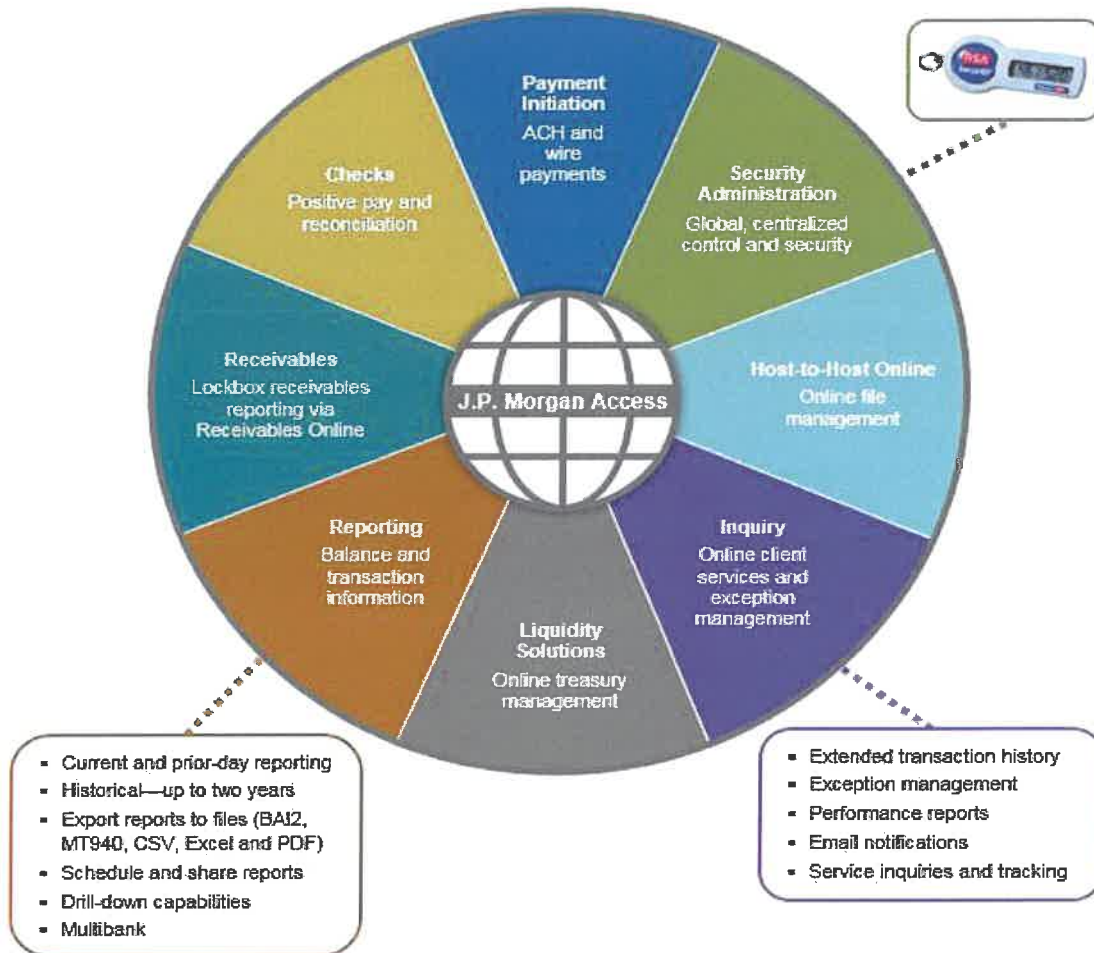 Payment
Initiation
ACH and
wire
payments
Security
Administration
Global, centralized
control and security
RSA
Host-to-Host Online
Online file
management
Inquiry
Online client
services and
exception
management
Liquidity
Solutions
Online treasury
management
Reporting
Balance and
transaction
information
Receivables
Lockbox receivables
reporting via
Receivables Online
Checks
Positive pay and
reconciliation
J.P. Morgan Access
▪ Current and prior-day reporting
▪ Historical—up to two years
▪ Export reports to files (BAI2,
MT940, CSV, Excel and PDF)
▪ Schedule and share reports
▪ Drill-down capabilities
▪ Multibank
▪ Extended transaction history
▪ Exception management
▪ Performance reports
▪ Email notifications
▪ Service inquiries and tracking